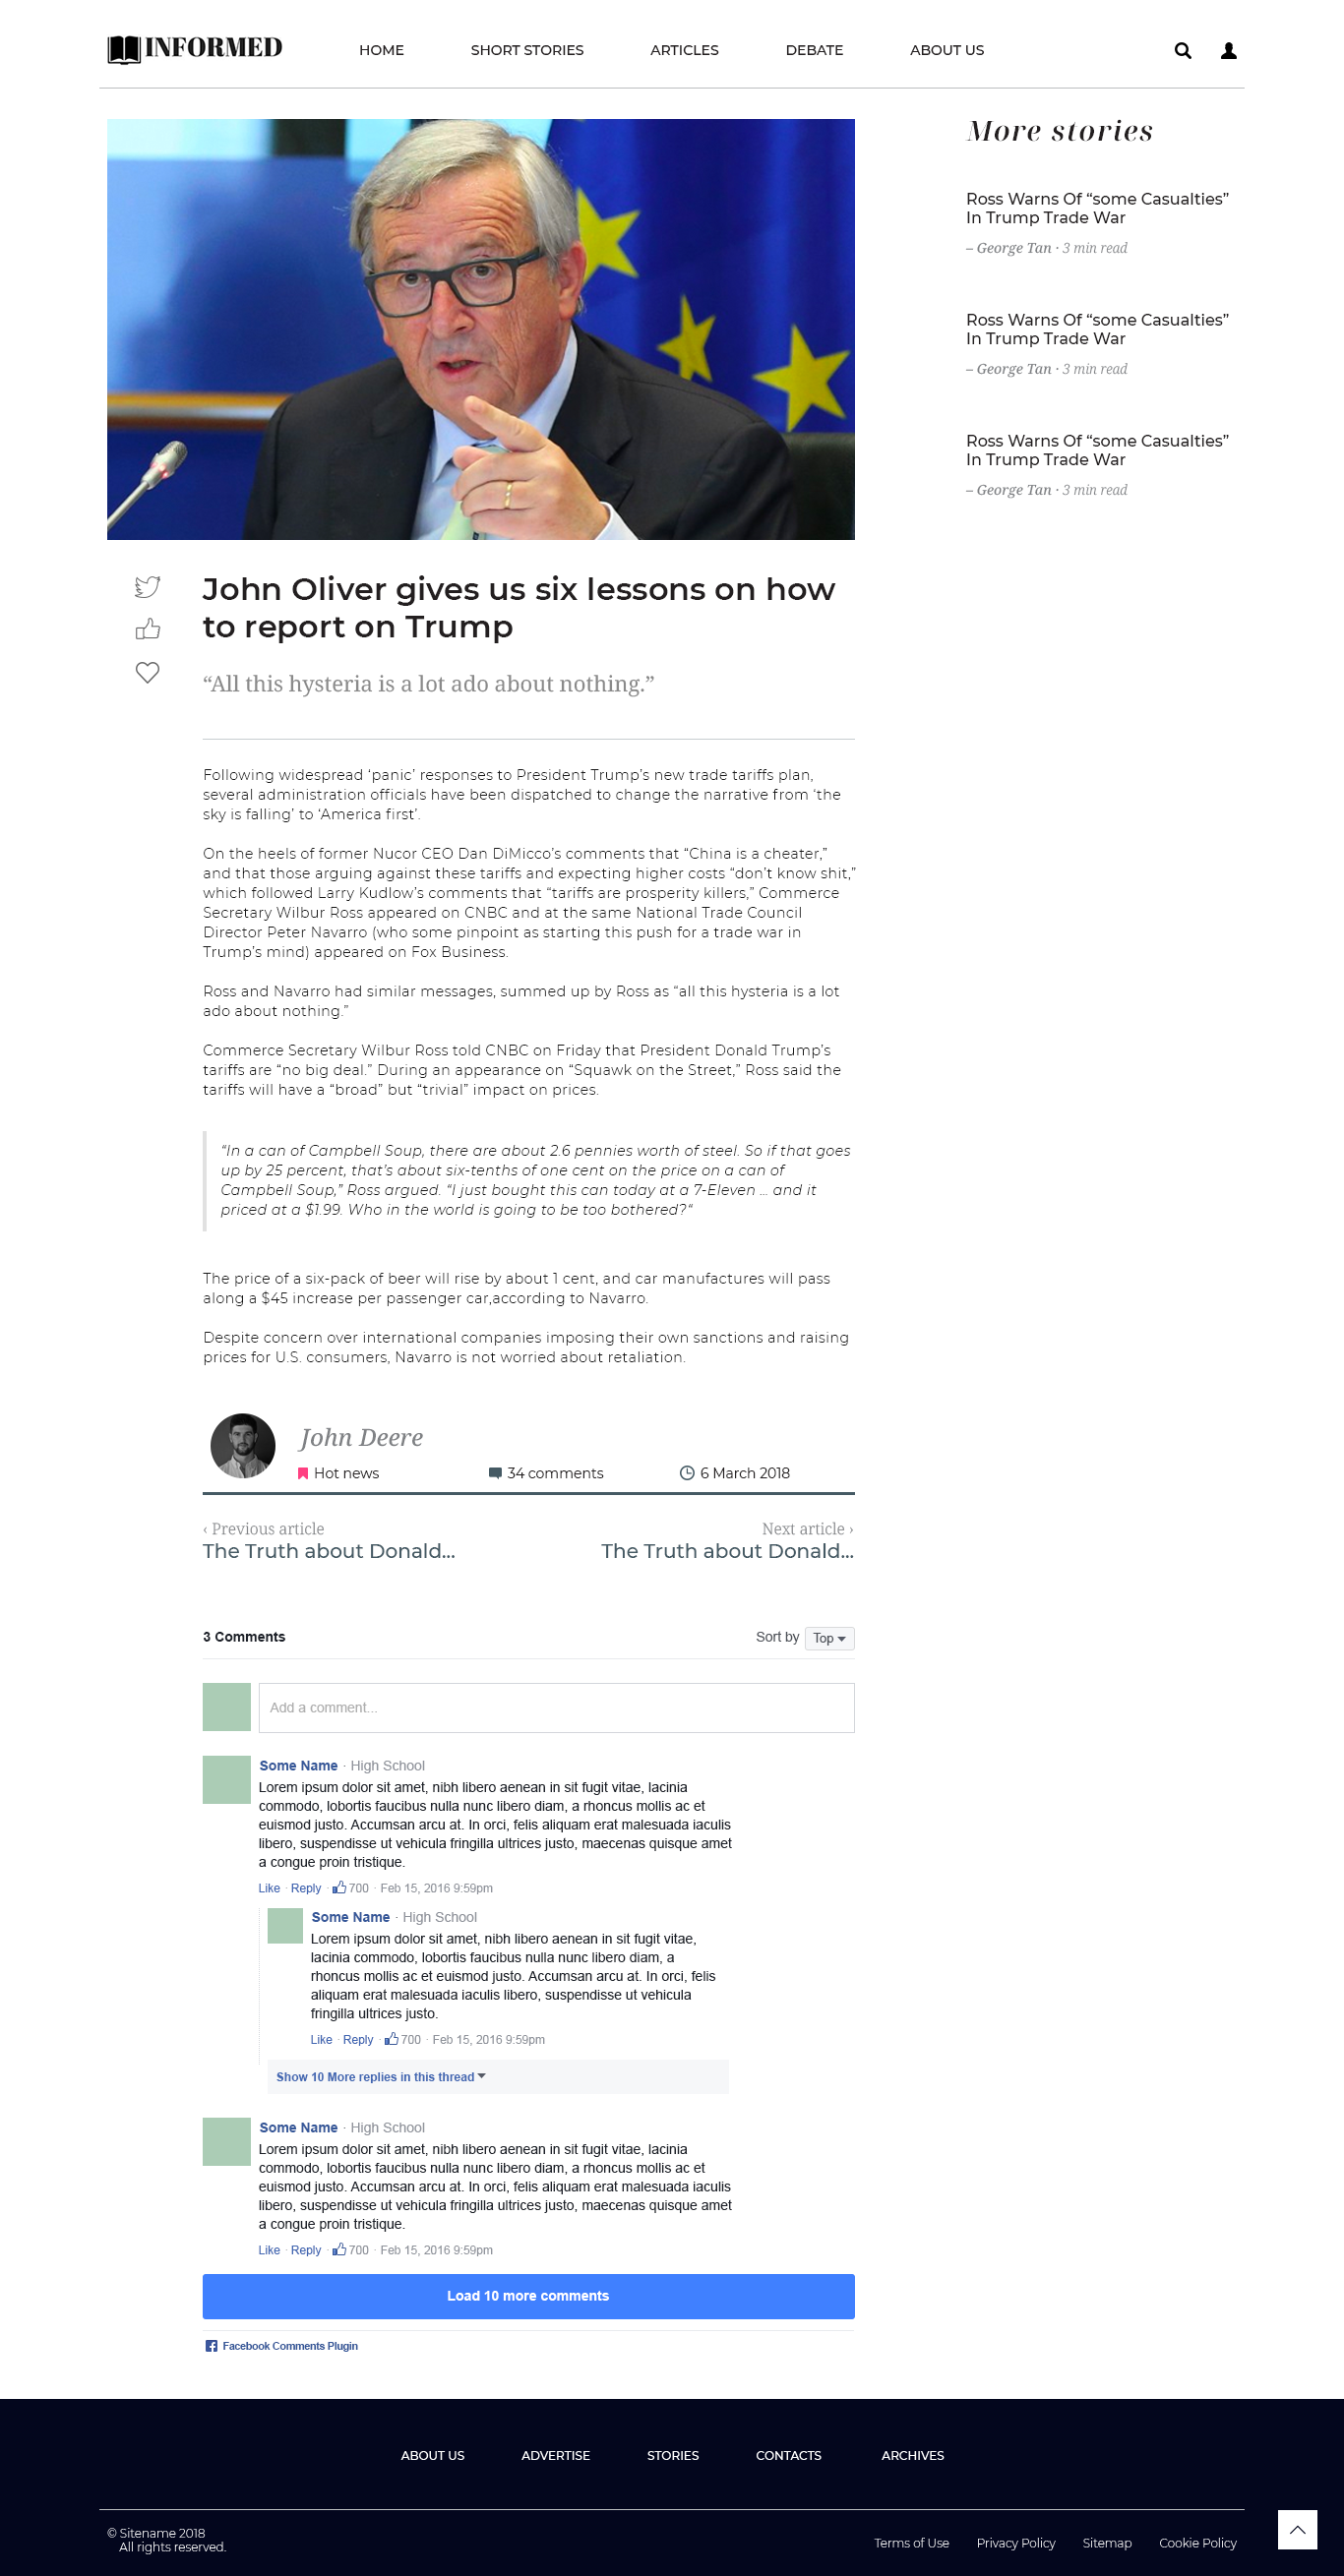 INFORMED
HOME
SHORT STORIES
ARTICLES
DEBATE
ABOUT US
More stories
Ross Warns Of “some Casualties”
In Trump Trade War
– George Tan · 3 min read
Ross Warns Of “some Casualties”
In Trump Trade War
– George Tan · 3 min read
Ross Warns Of “some Casualties”
In Trump Trade War
– George Tan · 3 min read
John Oliver gives us six lessons on how
to report on Trump
“All this hysteria is a lot ado about nothing.”
Following widespread ‘panic’ responses to President Trump’s new trade tariffs plan,
several administration officials have been dispatched to change the narrative from ‘the
sky is falling’ to ‘America first’.
On the heels of former Nucor CEO Dan DiMicco’s comments that “China is a cheater,”
and that those arguing against these tariffs and expecting higher costs “don’t know shit,”
which followed Larry Kudlow’s comments that “tariffs are prosperity killers,” Commerce
Secretary Wilbur Ross appeared on CNBC and at the same National Trade Council
Director Peter Navarro (who some pinpoint as starting this push for a trade war in
Trump’s mind) appeared on Fox Business.
Ross and Navarro had similar messages, summed up by Ross as “all this hysteria is a lot
ado about nothing.”
Commerce Secretary Wilbur Ross told CNBC on Friday that President Donald Trump’s
tariffs are “no big deal.” During an appearance on “Squawk on the Street,” Ross said the
tariffs will have a “broad” but “trivial” impact on prices.
“In a can of Campbell Soup, there are about 2.6 pennies worth of steel. So if that goes
up by 25 percent, that’s about six-tenths of one cent on the price on a can of
Campbell Soup,” Ross argued. “I just bought this can today at a 7-Eleven … and it
priced at a $1.99. Who in the world is going to be too bothered?“
The price of a six-pack of beer will rise by about 1 cent, and car manufactures will pass
along a $45 increase per passenger car,according to Navarro.
Despite concern over international companies imposing their own sanctions and raising
prices for U.S. consumers, Navarro is not worried about retaliation.
John Deere
Hot news
34 comments
6 March 2018
‹ Previous article
The Truth about Donald...
Next article ›
The Truth about Donald...
3 Comments
Sort by Top
Add a comment...
Some Name · High School
Lorem ipsum dolor sit amet, nibh libero aenean in sit fugit vitae, lacinia
commodo, lobortis faucibus nulla nunc libero diam, a rhoncus mollis ac et
euismod justo. Accumsan arcu at. In orci, felis aliquam erat malesuada iaculis
libero, suspendisse ut vehicula fringilla ultrices justo, maecenas quisque amet
a congue proin tristique.
Like · Reply · 700 · Feb 15, 2016 9:59pm
Some Name · High School
Lorem ipsum dolor sit amet, nibh libero aenean in sit fugit vitae,
lacinia commodo, lobortis faucibus nulla nunc libero diam, a
rhoncus mollis ac et euismod justo. Accumsan arcu at. In orci, felis
aliquam erat malesuada iaculis libero, suspendisse ut vehicula
fringilla ultrices justo.
Like · Reply · 700 · Feb 15, 2016 9:59pm
Show 10 More replies in this thread
Some Name · High School
Lorem ipsum dolor sit amet, nibh libero aenean in sit fugit vitae, lacinia
commodo, lobortis faucibus nulla nunc libero diam, a rhoncus mollis ac et
euismod justo. Accumsan arcu at. In orci, felis aliquam erat malesuada iaculis
libero, suspendisse ut vehicula fringilla ultrices justo, maecenas quisque amet
a congue proin tristique.
Like · Reply · 700 · Feb 15, 2016 9:59pm
Load 10 more comments
Facebook Comments Plugin
ABOUT US
ADVERTISE
STORIES
CONTACTS
ARCHIVES
© Sitename 2018
All rights reserved.
Terms of Use
Privacy Policy
Sitemap
Cookie Policy